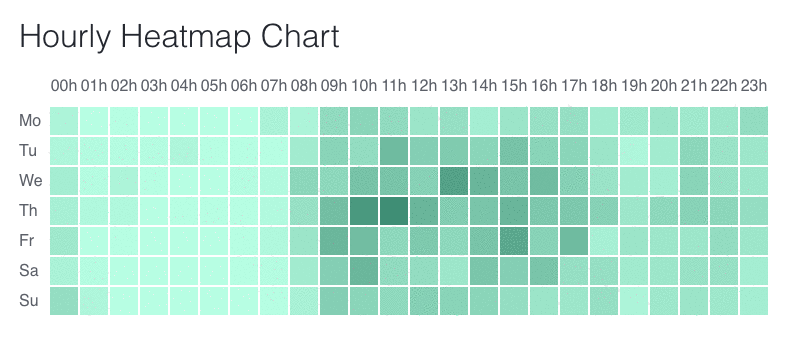 Hourly Heatmap Chart
00h 01h 02h 03h 04h 05h 06h 07h 08h 09h 10h 11h 12h 13h 14h 15h 16h 17h 18h 19h 20h 21h 22h 23h
Mo
Tu
We
Th
Fr
Sa
Su